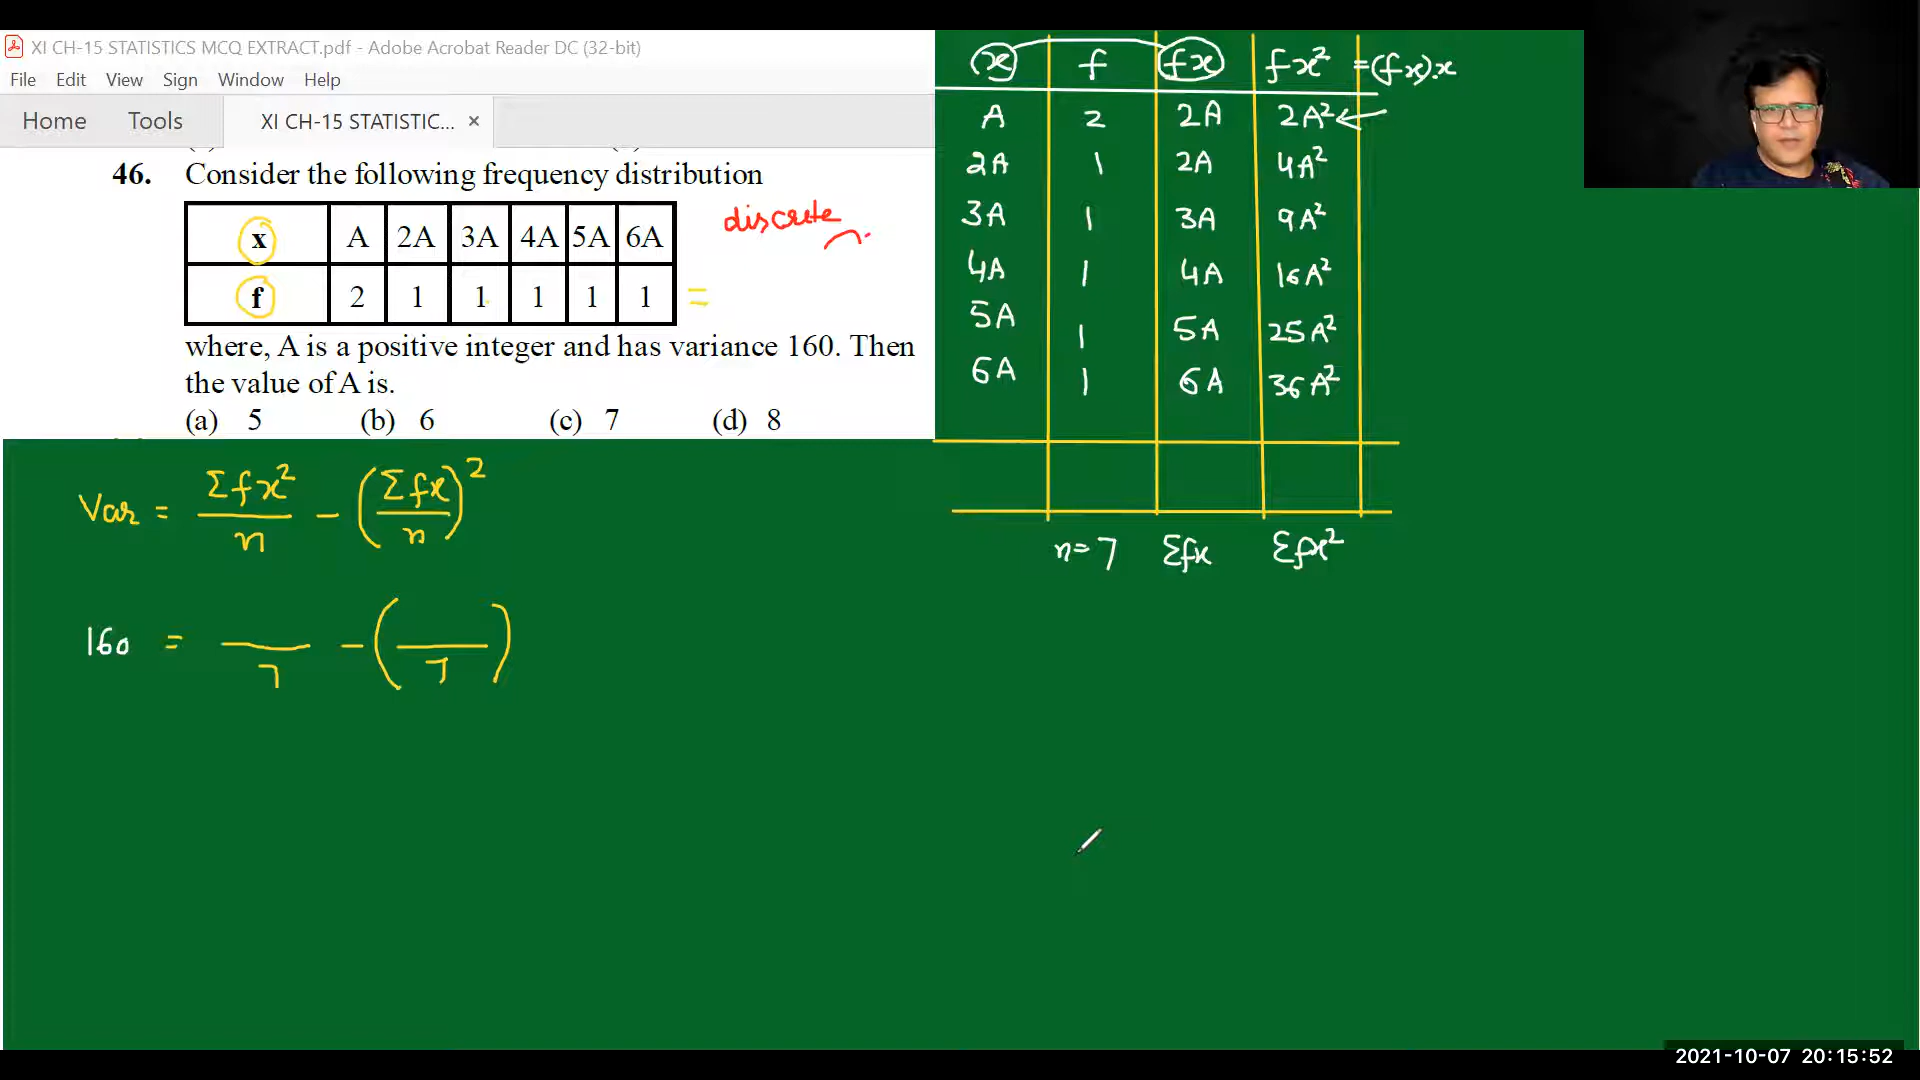 XI CH-15 STATISTICS MCQ EXTRACT.pdf - Adobe Acrobat Reader DC (32-bit)
File Edit View Sign Window Help
Home Tools XI CH-15 STATISTIC... ×
46. Consider the following frequency distribution
x A 2A 3A 4A 5A 6A
f 2 1 1 1 1 1 =
discrete
where, A is a positive integer and has variance 160. Then
the value of A is.
(a) 5 (b) 6 (c) 7 (d) 8
x f fx fx² =(fx).x
A 2 2A 2A²
2A 1 2A 4A²
3A 1 3A 9A²
4A 1 4A 16A²
5A 1 5A 25A²
6A 1 6A 36A²
n=7 Σfx Σfx²
Var = Σfx²/n - (Σfx/n)²
160 = /7 - ( /7)
2021-10-07 20:15:52